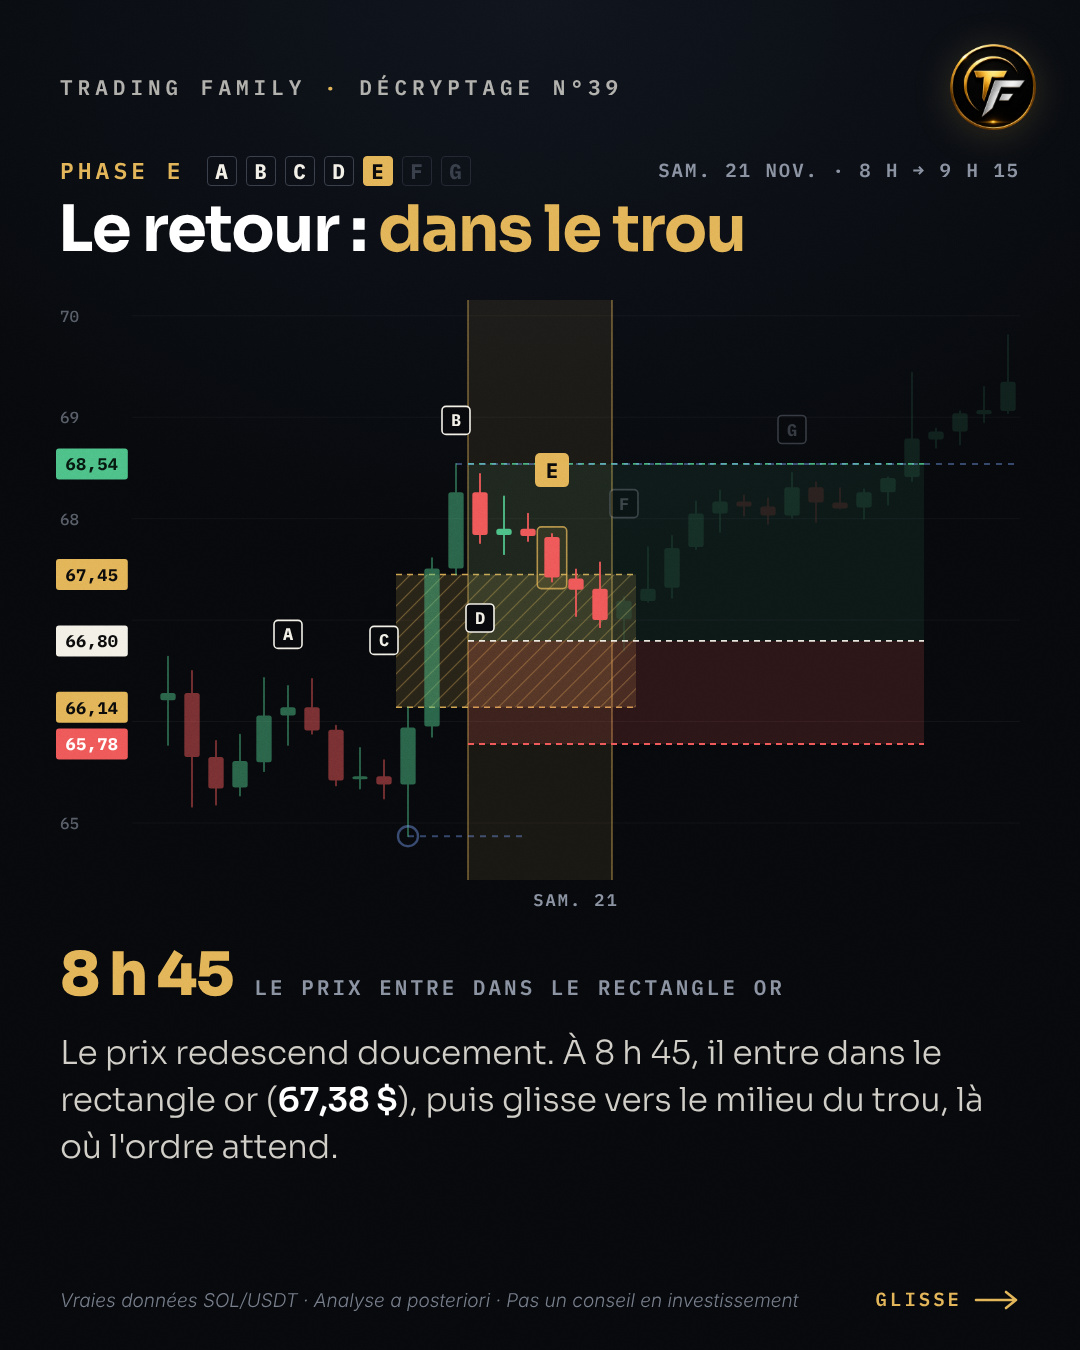 TRADING FAMILY · DÉCRYPTAGE N°39
TF
PHASE E A B C D E F G
SAM. 21 NOV. · 8 H → 9 H 15
Le retour : dans le trou
70
69
68,54
68
67,45
66,80
66,14
65,78
65
B
E
G
F
D
A
C
SAM. 21
8 h 45 LE PRIX ENTRE DANS LE RECTANGLE OR
Le prix redescend doucement. À 8 h 45, il entre dans le
rectangle or (67,38 $), puis glisse vers le milieu du trou, là
où l'ordre attend.
Vraies données SOL/USDT · Analyse a posteriori · Pas un conseil en investissement
GLISSE →